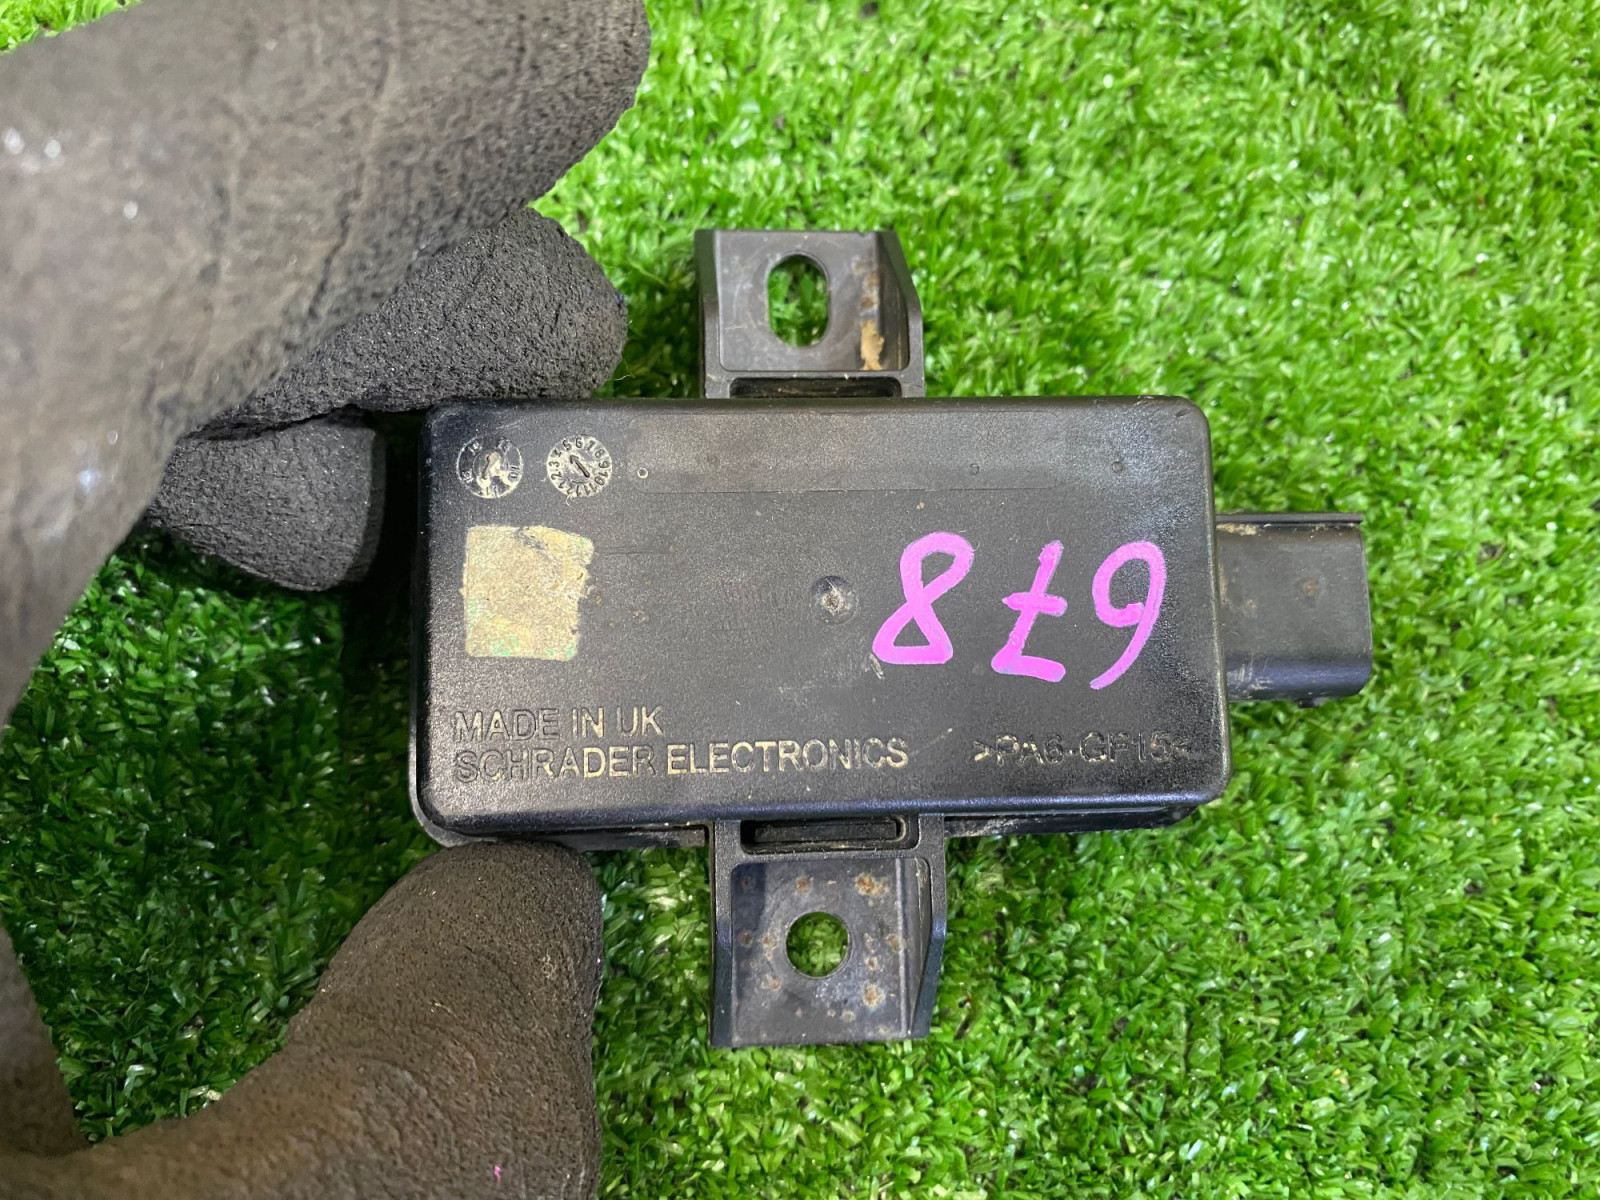 678
MADE IN UK
SCHRADER ELECTRONICS
>PA6-GF15<